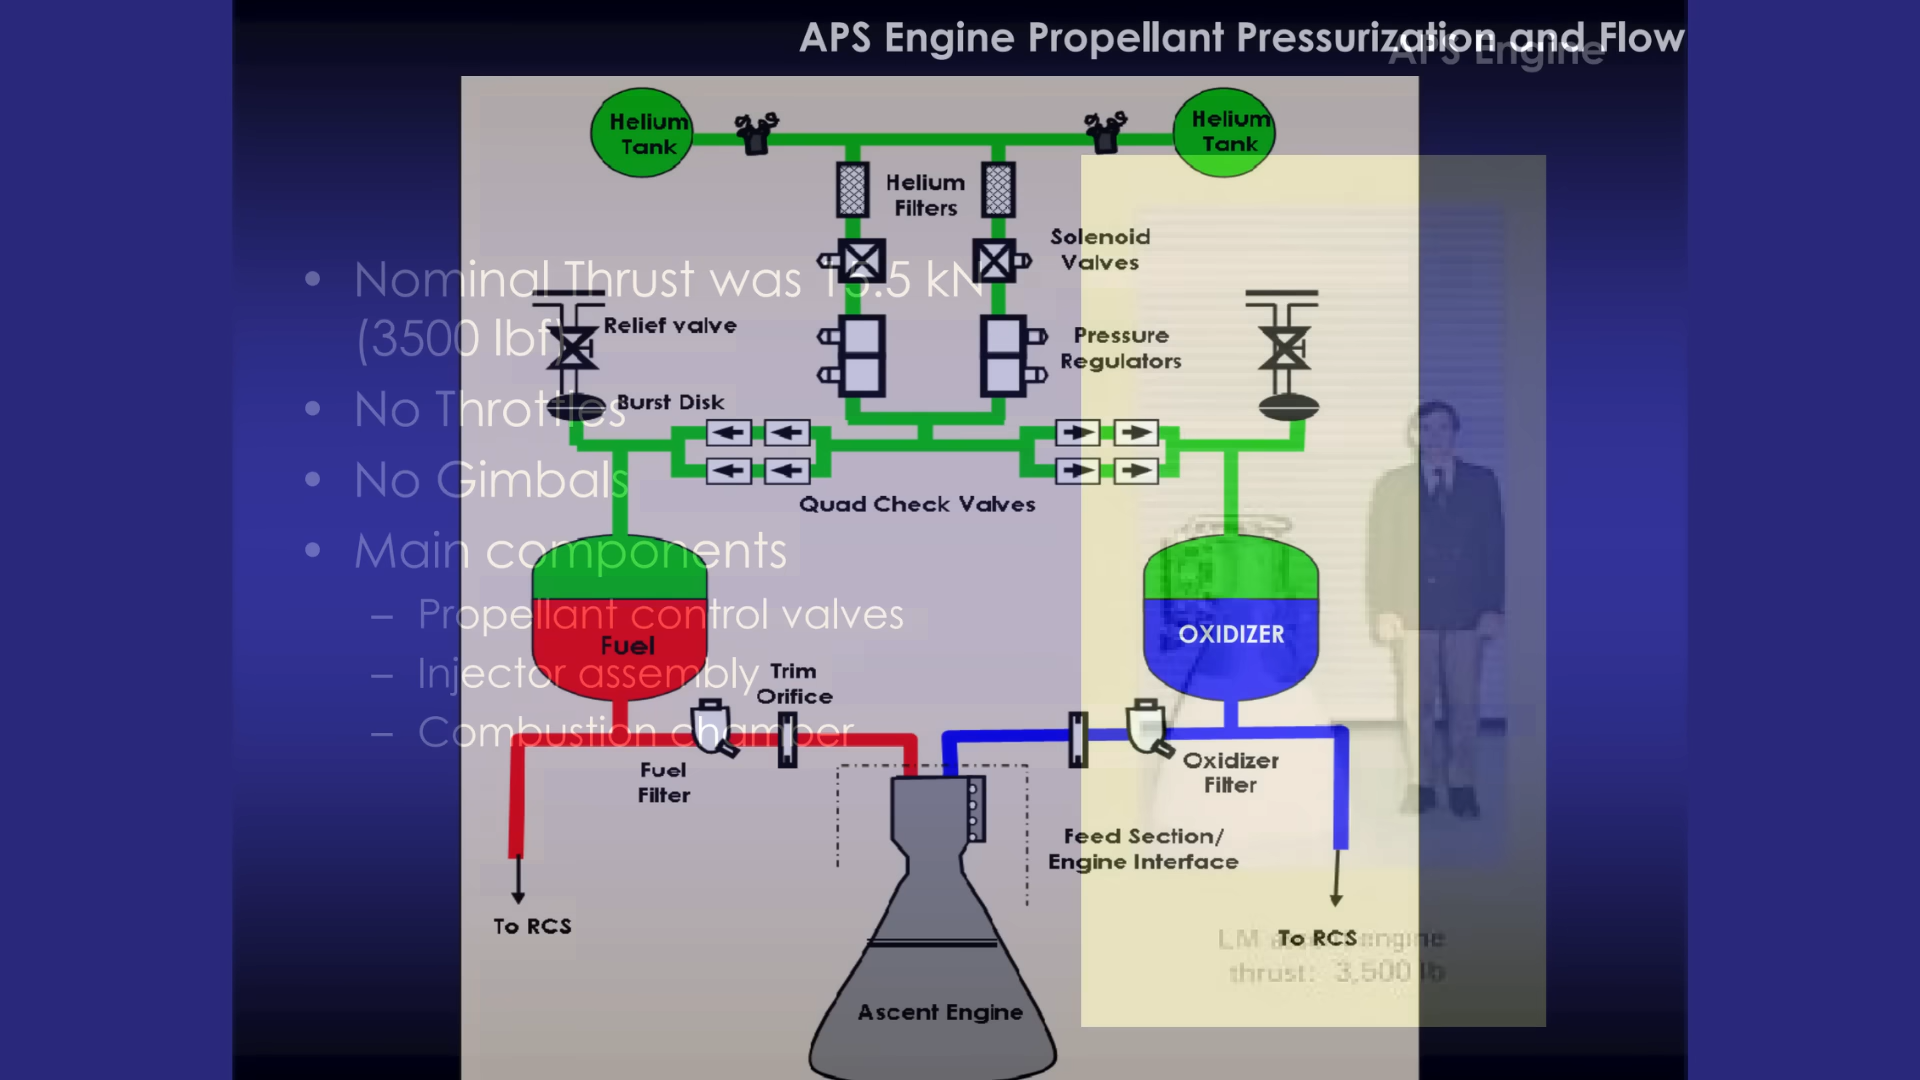 APS Engine Propellant Pressurization and Flow
APS Engine
Helium
Tank
Helium
Tank
Helium
Filters
Solenoid
Valves
• Nominal Thrust was 15.5 kN
(3500 lbf)
Relief valve
Pressure
Regulators
• No Throttles
Burst Disk
• No Gimbals
Quad Check Valves
• Main components
– Propellant control valves
Fuel
OXIDIZER
– Injector assembly
Trim
Orifice
– Combustion chamber
Fuel
Filter
Oxidizer
Filter
Feed Section/
Engine Interface
To RCS
To RCS
LM ascent engine
thrust: 3,500 lb
Ascent Engine